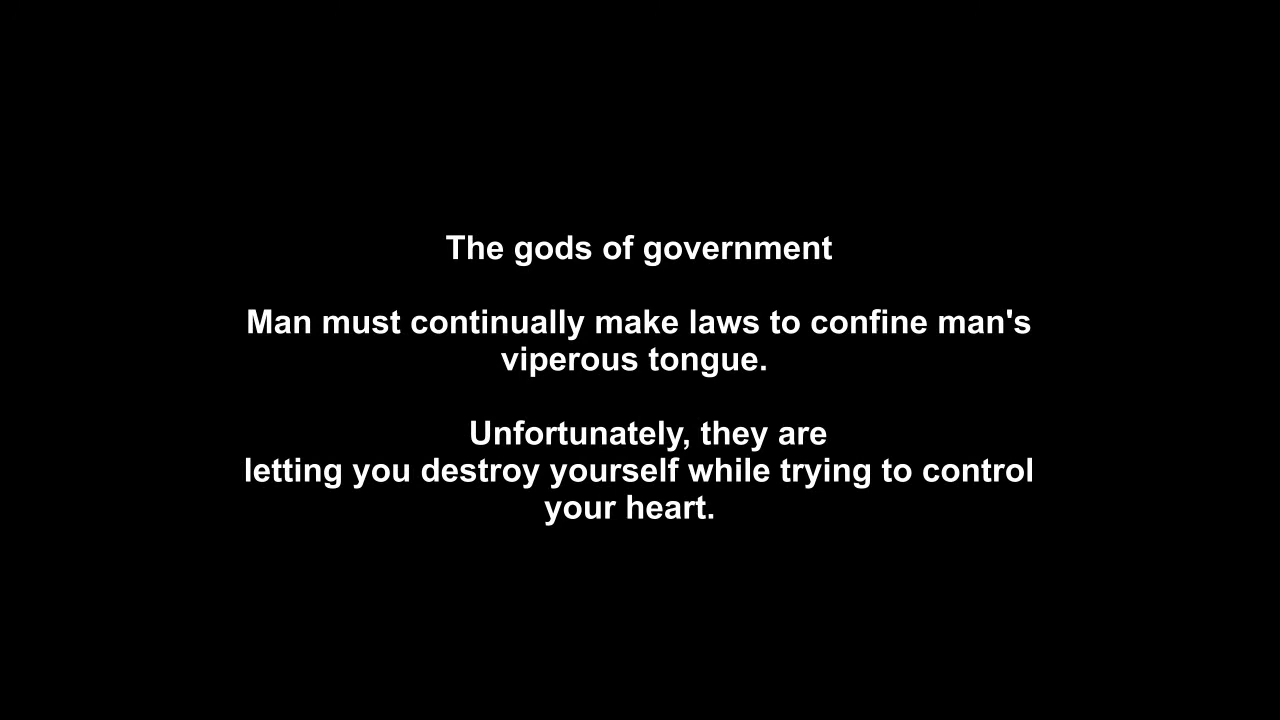 The gods of government
Man must continually make laws to confine man's
viperous tongue.
Unfortunately, they are
letting you destroy yourself while trying to control
your heart.